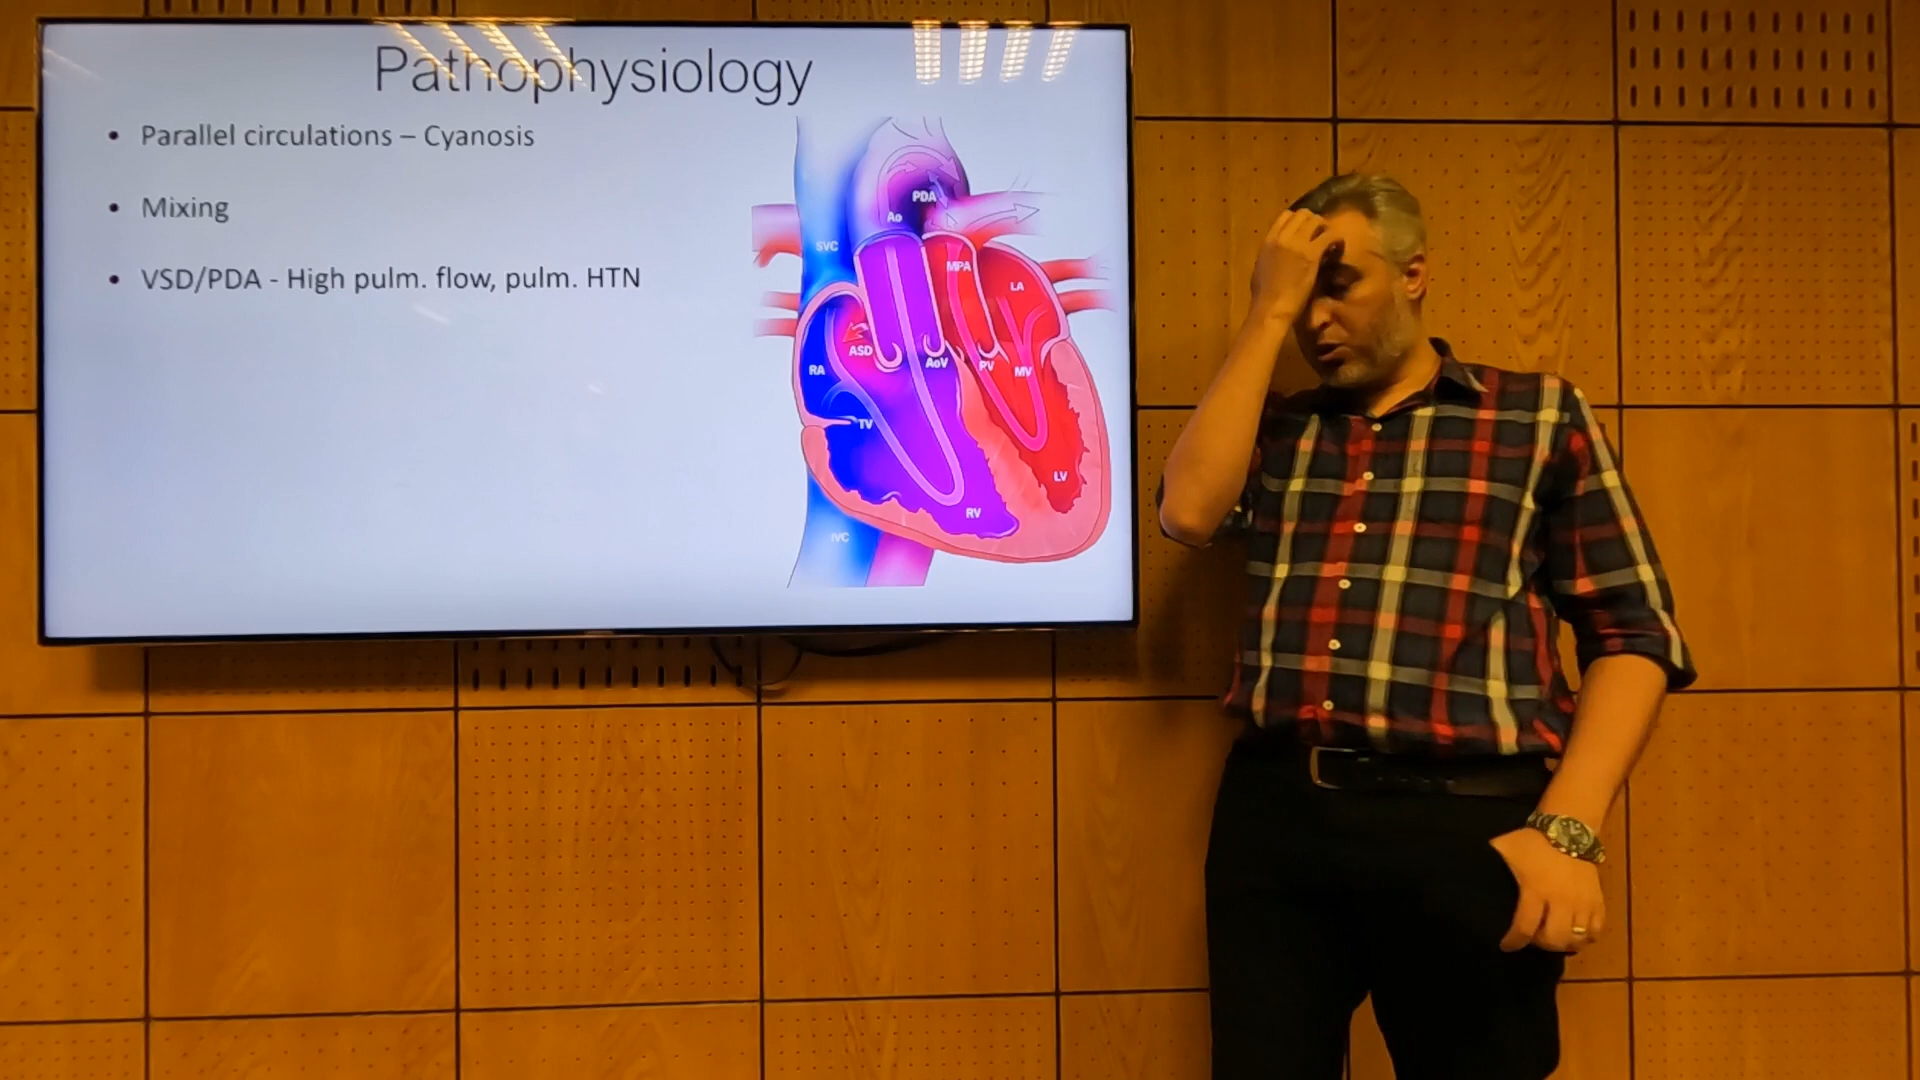 Pathophysiology
• Parallel circulations – Cyanosis
• Mixing
• VSD/PDA - High pulm. flow, pulm. HTN
PDA
Ao
SVC
MPA
LA
ASD
AoV
PV
MV
RA
TV
LV
RV
IVC